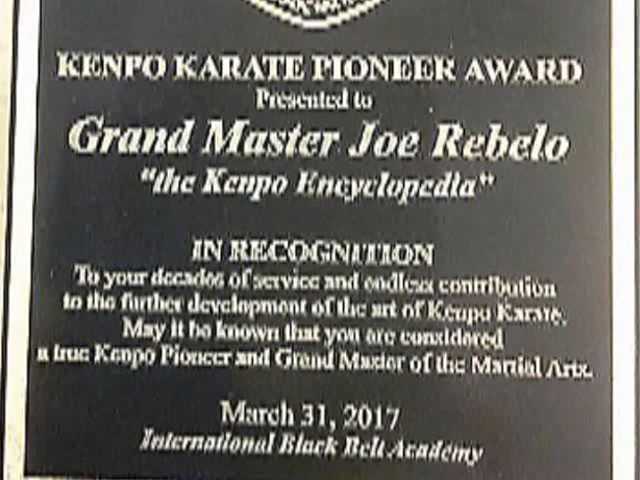 KENPO KARATE PIONEER AWARD
Presented to
Grand Master Joe Rebelo
"the Kenpo Encyclopedia"
IN RECOGNITION
To your decades of service and endless contribution
to the further development of the art of Kenpo Karate.
May it be known that you are considered
a true Kenpo Pioneer and Grand Master of the Martial Arts.
March 31, 2017
International Black Belt Academy